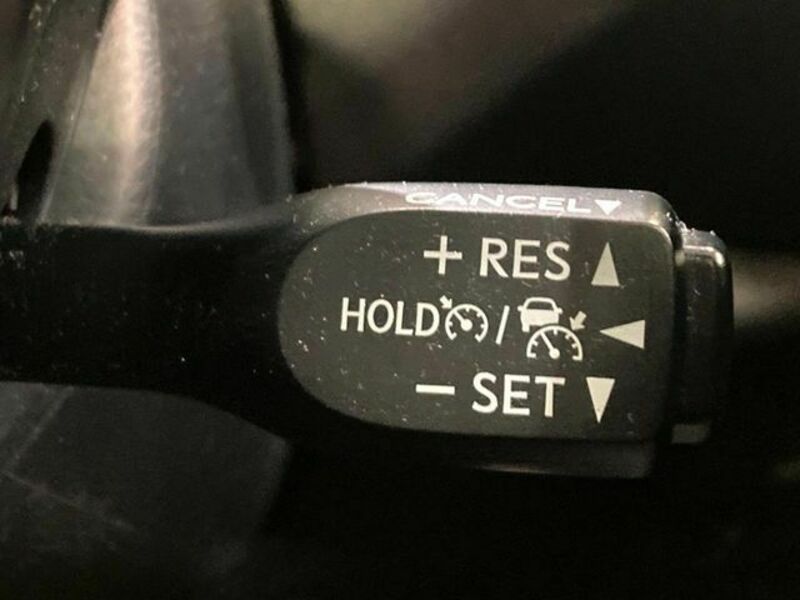 CANCEL▼
+ RES ▲
HOLD / ◀
− SET ▼